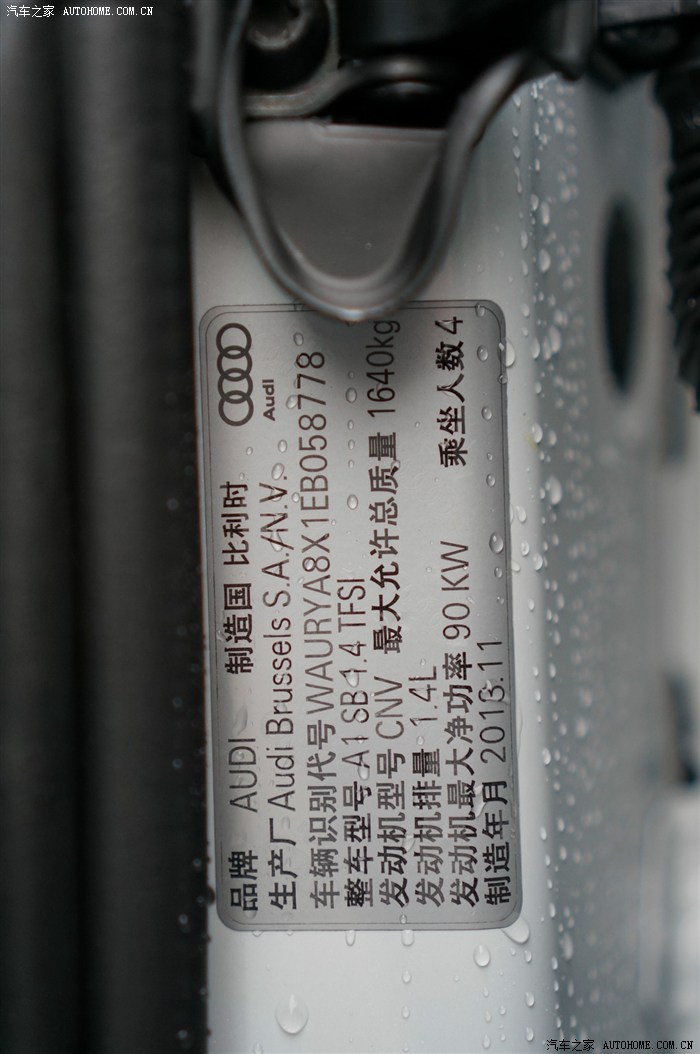 汽车之家 AUTOHOME.COM.CN
Audi
品牌 AUDI 制造国 比利时
生产厂 Audi Brussels S.A./N.V.
车辆识别代号 WAURYA8X1EB058778
整车型号 A1 SB 1.4 TFSI
发动机型号 CNV 最大允许总质量 1640kg
发动机排量 1.4L
发动机最大净功率 90 KW 乘坐人数 4
制造年月 2013.11
汽车之家 AUTOHOME.COM.CN